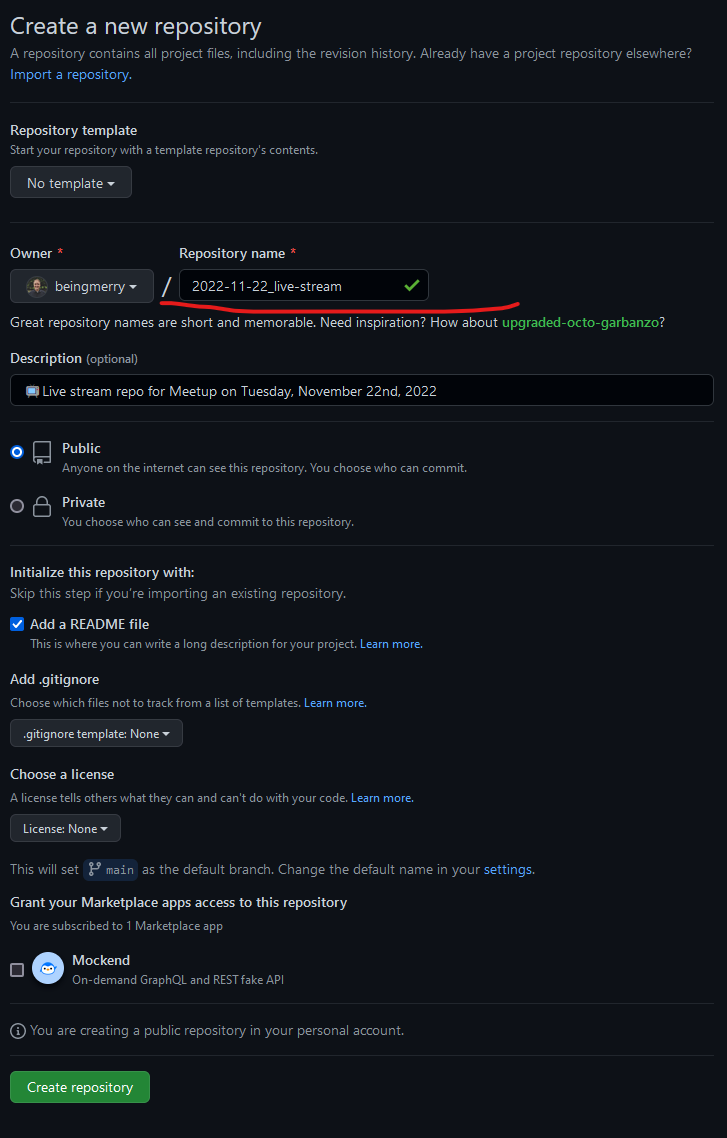 Create a new repository
A repository contains all project files, including the revision history. Already have a project repository elsewhere?
Import a repository.
Repository template
Start your repository with a template repository's contents.
No template
Owner *
Repository name *
beingmerry / 2022-11-22_live-stream
Great repository names are short and memorable. Need inspiration? How about upgraded-octo-garbanzo?
Description (optional)
📺Live stream repo for Meetup on Tuesday, November 22nd, 2022
Public
Anyone on the internet can see this repository. You choose who can commit.
Private
You choose who can see and commit to this repository.
Initialize this repository with:
Skip this step if you're importing an existing repository.
Add a README file
This is where you can write a long description for your project. Learn more.
Add .gitignore
Choose which files not to track from a list of templates. Learn more.
.gitignore template: None
Choose a license
A license tells others what they can and can't do with your code. Learn more.
License: None
This will set main as the default branch. Change the default name in your settings.
Grant your Marketplace apps access to this repository
You are subscribed to 1 Marketplace app
Mockend
On-demand GraphQL and REST fake API
You are creating a public repository in your personal account.
Create repository